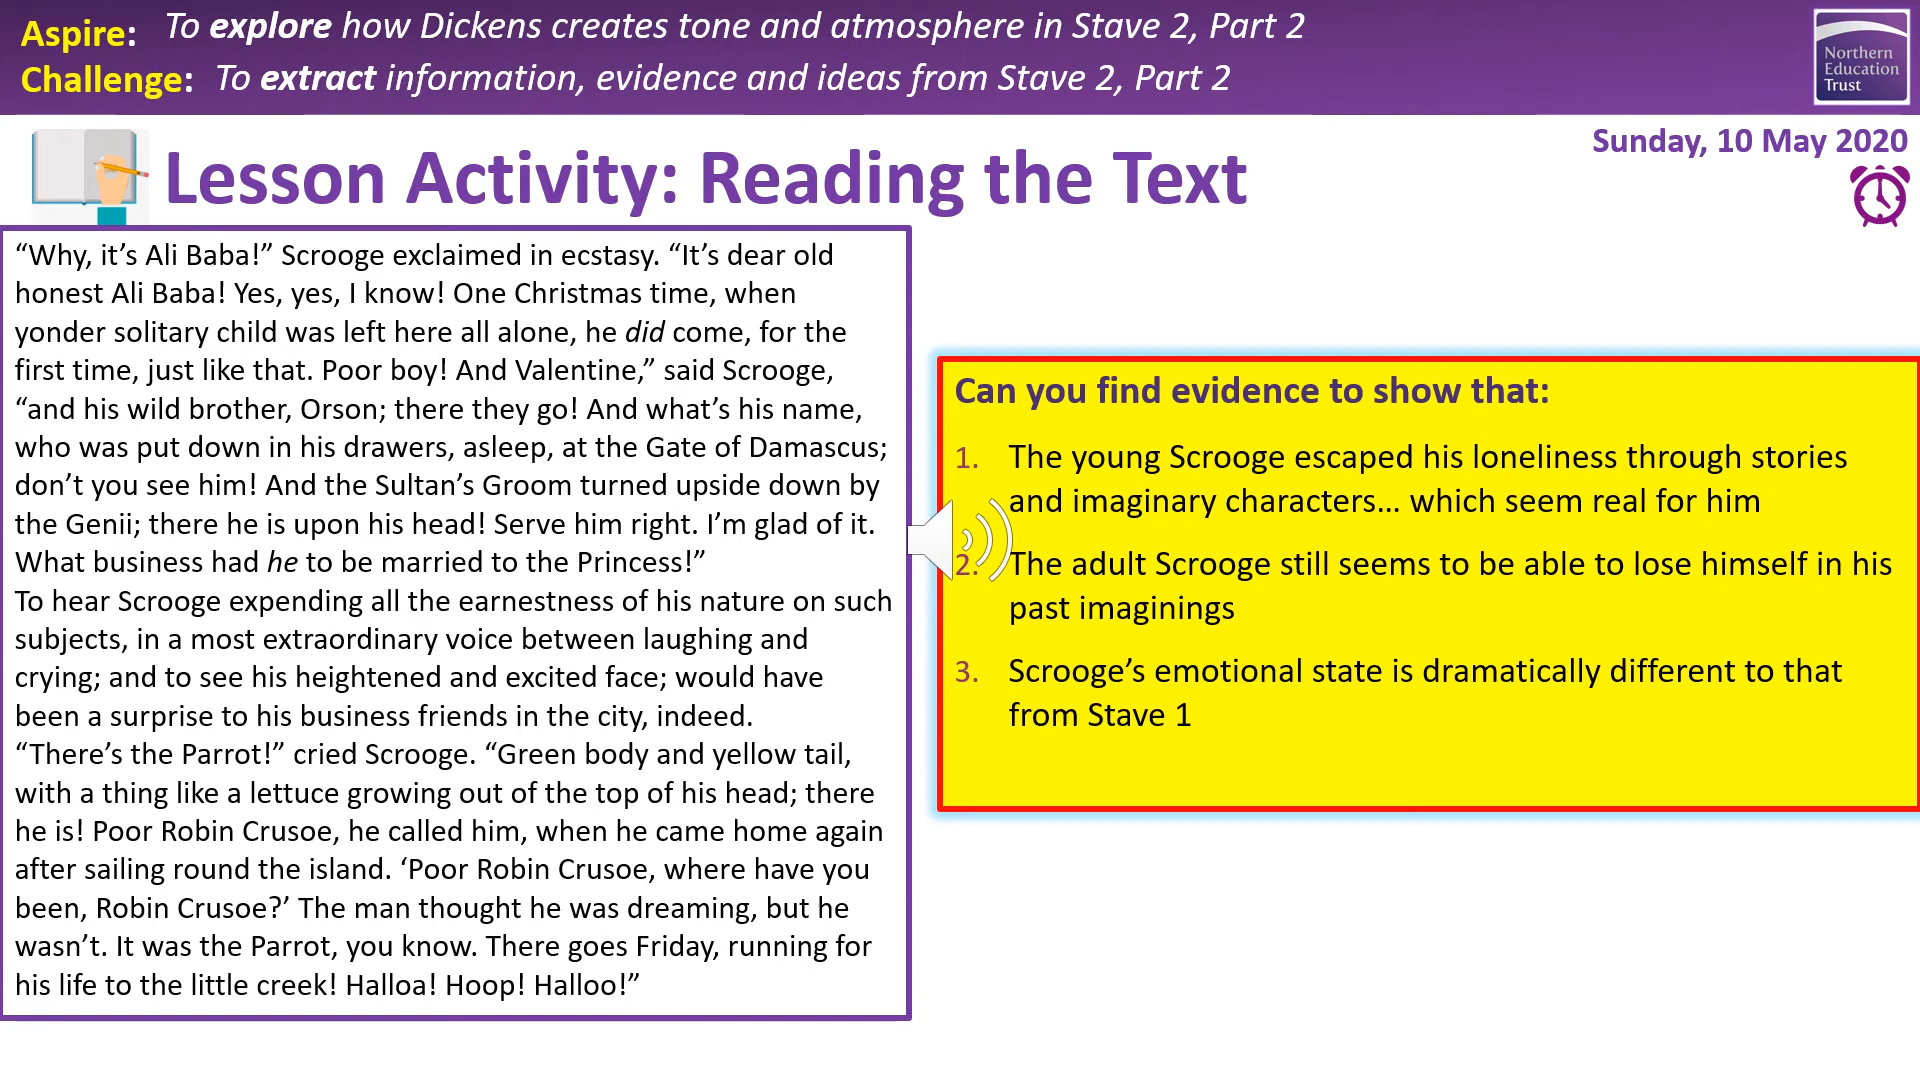 Aspire: To explore how Dickens creates tone and atmosphere in Stave 2, Part 2
Challenge: To extract information, evidence and ideas from Stave 2, Part 2
Northern
Education
Trust
Sunday, 10 May 2020
Lesson Activity: Reading the Text
“Why, it’s Ali Baba!” Scrooge exclaimed in ecstasy. “It’s dear old
honest Ali Baba! Yes, yes, I know! One Christmas time, when
yonder solitary child was left here all alone, he did come, for the
first time, just like that. Poor boy! And Valentine,” said Scrooge,
“and his wild brother, Orson; there they go! And what’s his name,
who was put down in his drawers, asleep, at the Gate of Damascus;
don’t you see him! And the Sultan’s Groom turned upside down by
the Genii; there he is upon his head! Serve him right. I’m glad of it.
What business had he to be married to the Princess!”
To hear Scrooge expending all the earnestness of his nature on such
subjects, in a most extraordinary voice between laughing and
crying; and to see his heightened and excited face; would have
been a surprise to his business friends in the city, indeed.
“There’s the Parrot!” cried Scrooge. “Green body and yellow tail,
with a thing like a lettuce growing out of the top of his head; there
he is! Poor Robin Crusoe, he called him, when he came home again
after sailing round the island. ‘Poor Robin Crusoe, where have you
been, Robin Crusoe?’ The man thought he was dreaming, but he
wasn’t. It was the Parrot, you know. There goes Friday, running for
his life to the little creek! Halloa! Hoop! Halloo!”
Can you find evidence to show that:
1. The young Scrooge escaped his loneliness through stories
and imaginary characters... which seem real for him
2. The adult Scrooge still seems to be able to lose himself in his
past imaginings
3. Scrooge’s emotional state is dramatically different to that
from Stave 1